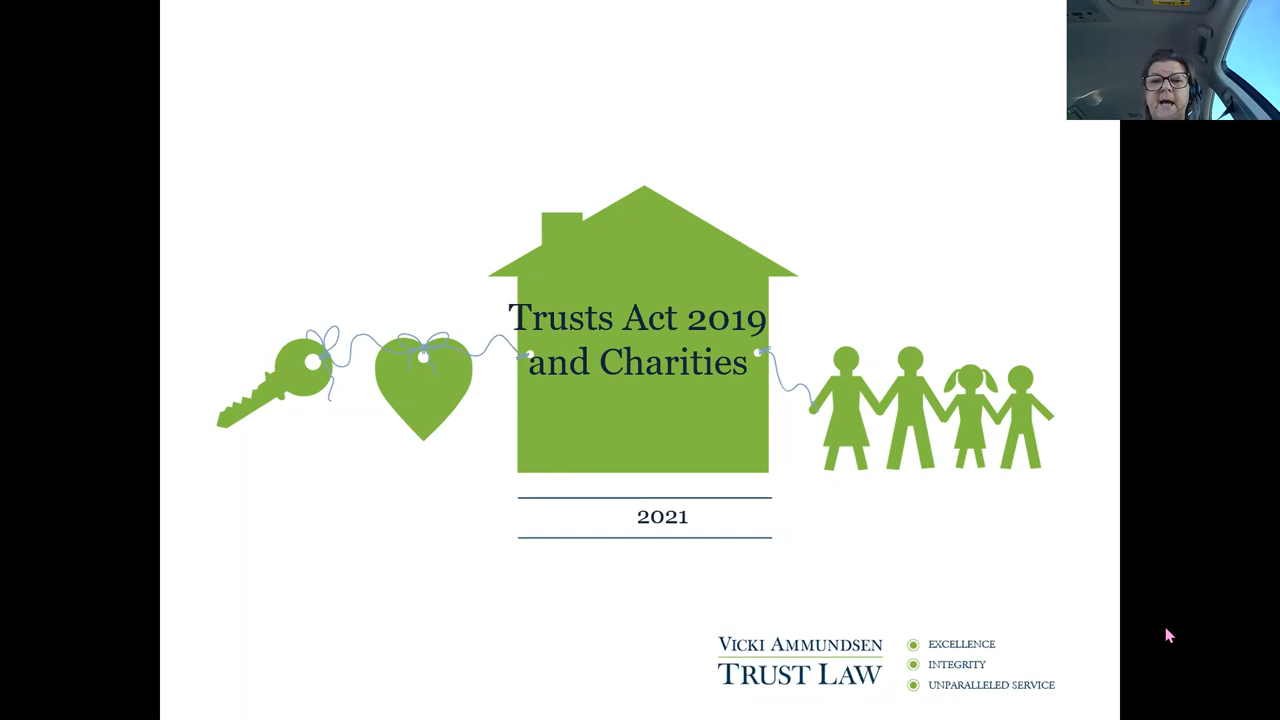 Trusts Act 2019
and Charities
2021
VICKI AMMUNDSEN
TRUST LAW
EXCELLENCE
INTEGRITY
UNPARALLELED SERVICE